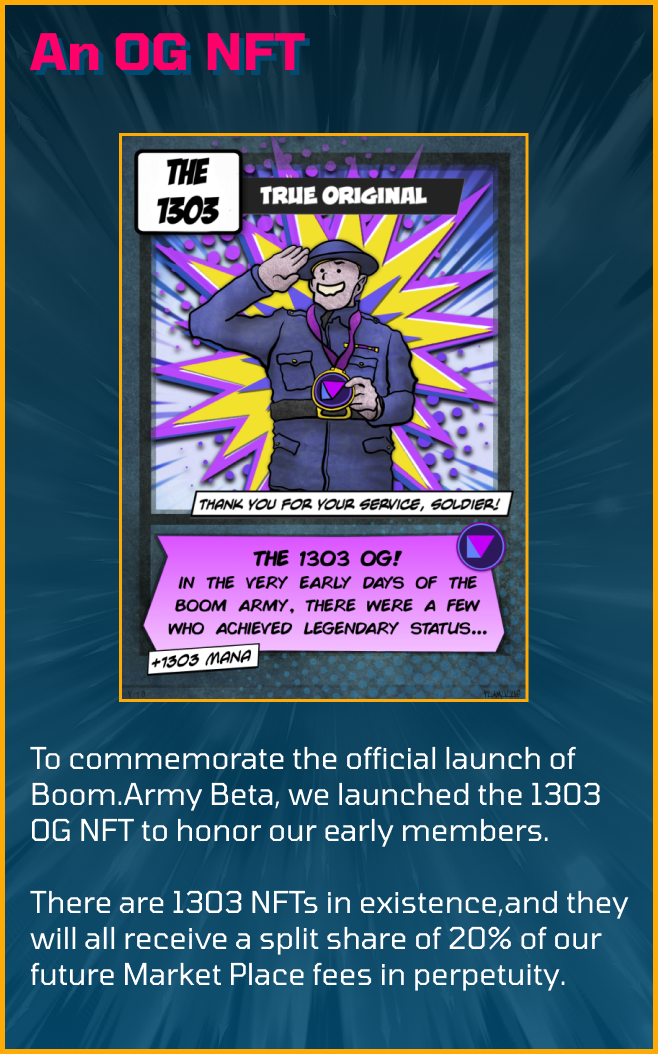 An OG NFT
THE
1303
TRUE ORIGINAL
THANK YOU FOR YOUR SERVICE, SOLDIER!
THE 1303 OG!
IN THE VERY EARLY DAYS OF THE
BOOM ARMY, THERE WERE A FEW
WHO ACHIEVED LEGENDARY STATUS...
+1303 MANA
To commemorate the official launch of
Boom.Army Beta, we launched the 1303
OG NFT to honor our early members.
There are 1303 NFTs in existence,and they
will all receive a split share of 20% of our
future Market Place fees in perpetuity.